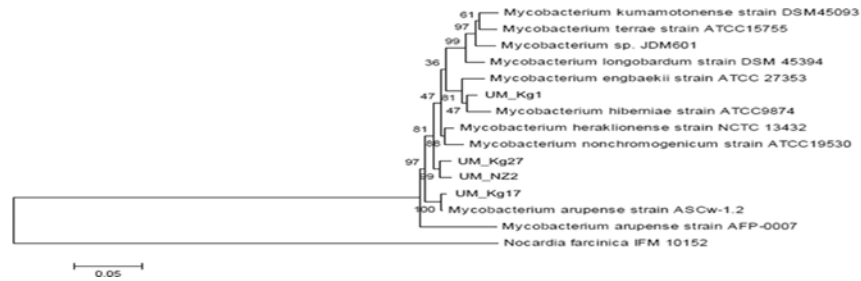 61
Mycobacterium kumamotonense strain DSM45093
97
Mycobacterium terrae strain ATCC15755
99
Mycobacterium sp. JDM601
36
Mycobacterium longobardum strain DSM 45394
Mycobacterium engbaekii strain ATCC 27353
47
81
UM_Kg1
47
Mycobacterium hiberniae strain ATCC9874
81
Mycobacterium heraklionense strain NCTC 13432
88
Mycobacterium nonchromogenicum strain ATCC19530
97
UM_Kg27
99
UM_NZ2
UM_Kg17
100
Mycobacterium arupense strain ASCw-1.2
Mycobacterium arupense strain AFP-0007
Nocardia farcinica IFM 10152
0.05